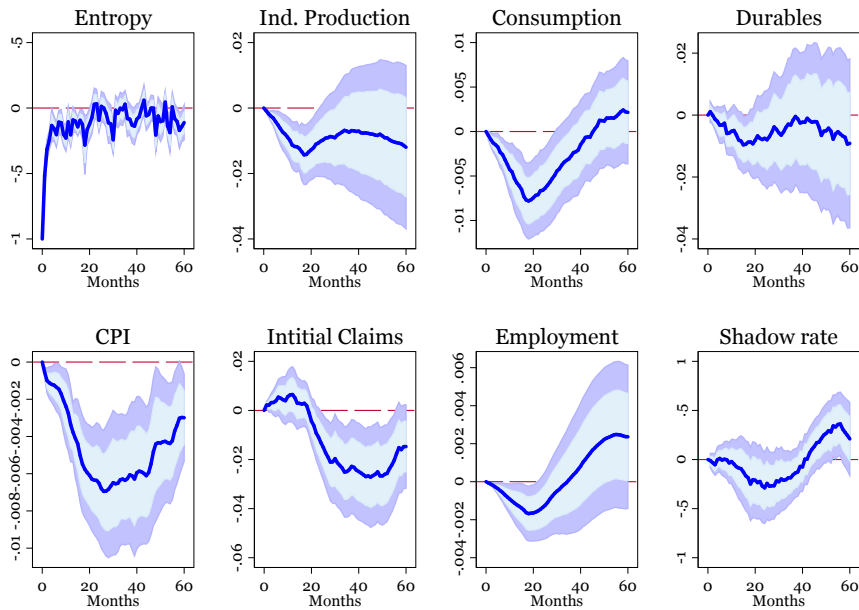 Entropy
.5
0
-.5
-1
0 20 40 60
Months
Ind. Production
.02
0
-.02
-.04
0 20 40 60
Months
Consumption
.01
.005
0
-.005
-.01
0 20 40 60
Months
Durables
.02
0
-.02
-.04
0 20 40 60
Months
CPI
0
-.002
-.004
-.006
-.008
-.01
0 20 40 60
Months
Intitial Claims
.02
0
-.02
-.04
-.06
0 20 40 60
Months
Employment
.006
.004
.002
0
-.002
-.004
0 20 40 60
Months
Shadow rate
1
.5
0
-.5
-1
0 20 40 60
Months